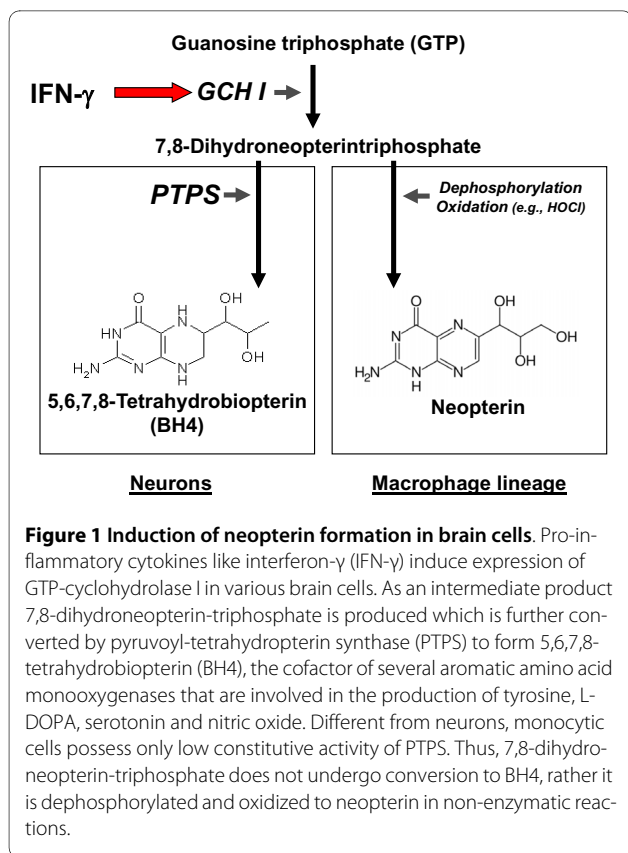 Guanosine triphosphate (GTP)
IFN-γ
GCH I
7,8-Dihydroneopterintriphosphate
PTPS
Dephosphorylation
Oxidation (e.g., HOCl)
O
HN
H2N
N
H
N
N
H
OH
OH
5,6,7,8-Tetrahydrobiopterin
(BH4)
O
N
H2N
N
H
N
N
OH
OH
OH
Neopterin
Neurons
Macrophage lineage
Figure 1 Induction of neopterin formation in brain cells. Pro-in-
flammatory cytokines like interferon-γ (IFN-γ) induce expression of
GTP-cyclohydrolase I in various brain cells. As an intermediate product
7,8-dihydroneopterin-triphosphate is produced which is further con-
verted by pyruvoyl-tetrahydropterin synthase (PTPS) to form 5,6,7,8-
tetrahydrobiopterin (BH4), the cofactor of several aromatic amino acid
monooxygenases that are involved in the production of tyrosine, L-
DOPA, serotonin and nitric oxide. Different from neurons, monocytic
cells possess only low constitutive activity of PTPS. Thus, 7,8-dihydro-
neopterin-triphosphate does not undergo conversion to BH4, rather it
is dephosphorylated and oxidized to neopterin in non-enzymatic reac-
tions.